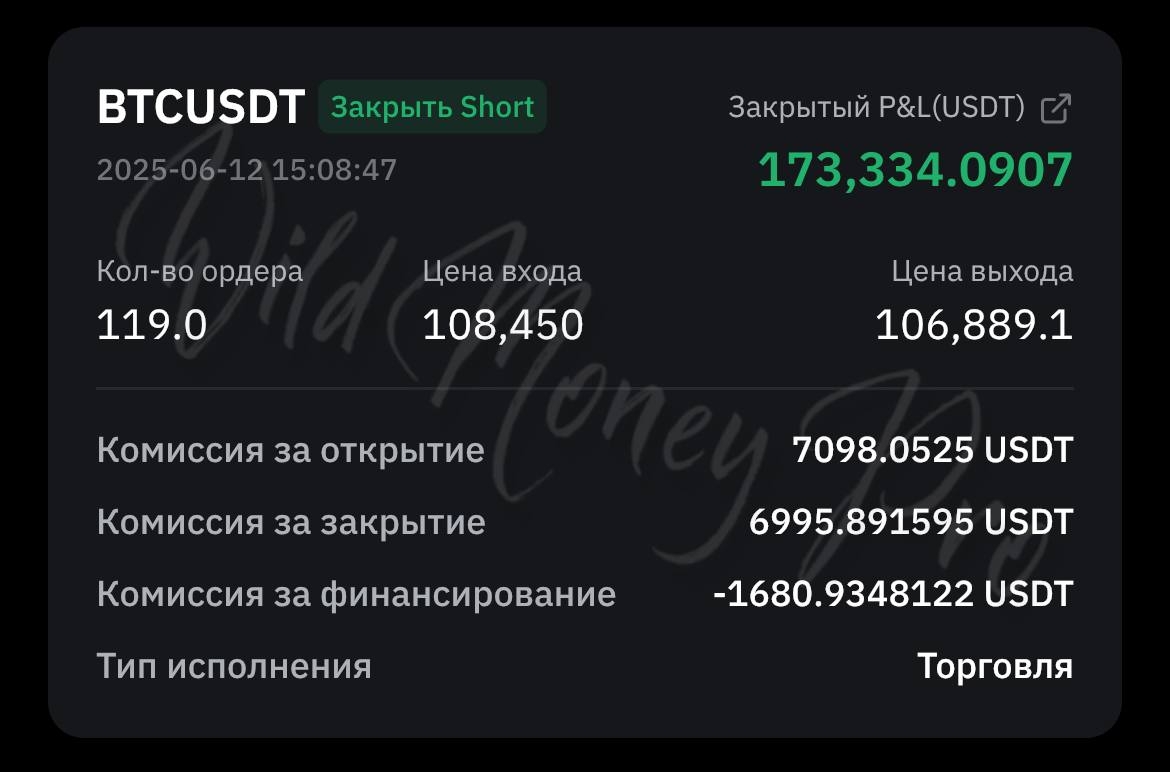 BTCUSDT Закрыть Short Закрытый P&L(USDT)
2025-06-12 15:08:47 173,334.0907
Кол-во ордера Цена входа Цена выхода
119.0 108,450 106,889.1
Комиссия за открытие 7098.0525 USDT
Комиссия за закрытие 6995.891595 USDT
Комиссия за финансирование -1680.9348122 USDT
Тип исполнения Торговля
Wild Money Pro